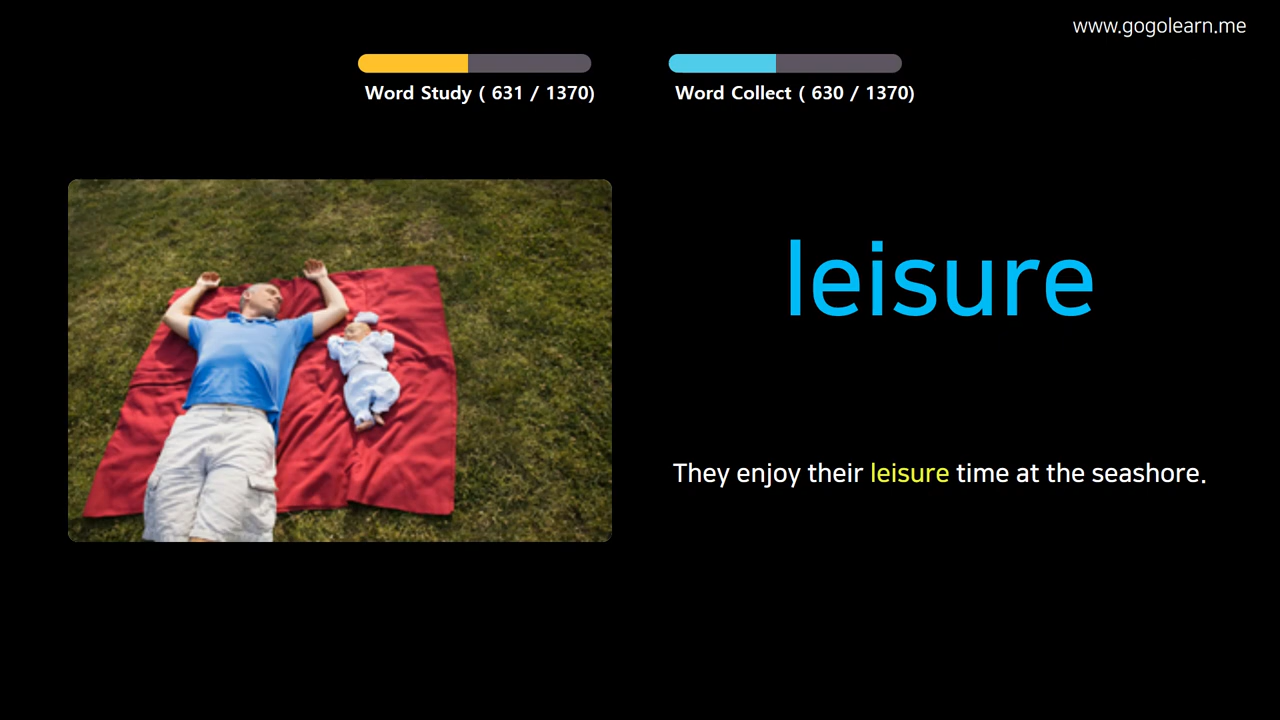 www.gogolearn.me
Word Study ( 631 / 1370)
Word Collect ( 630 / 1370)
leisure
They enjoy their leisure time at the seashore.